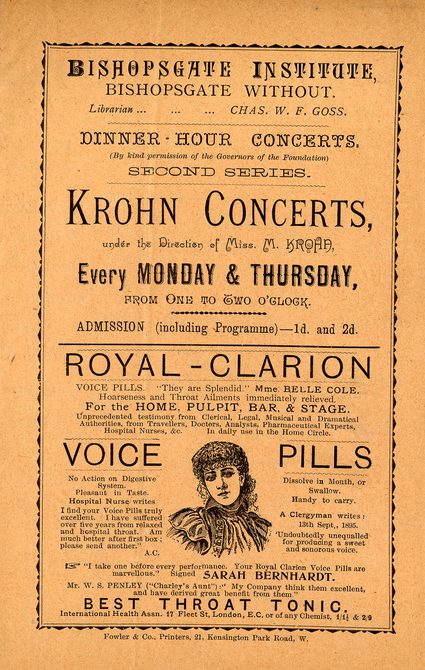 BISHOPSGATE INSTITUTE,
BISHOPSGATE WITHOUT.
Librarian ... ... ... CHAS. W. F. GOSS.
DINNER-HOUR CONCERTS,
(By kind permission of the Governors of the Foundation)
SECOND SERIES.
KROHN CONCERTS,
under the Direction of Miss. M. KROHN,
Every MONDAY & THURSDAY,
FROM ONE TO TWO O'CLOCK.
ADMISSION (including Programme)—1d. and 2d.
ROYAL-CLARION
VOICE PILLS. "They are Splendid." Mme. BELLE COLE.
Hoarseness and Throat Ailments immediately relieved.
For the HOME, PULPIT, BAR, & STAGE.
Unprecedented testimony from Clerical, Legal, Musical and Dramatical
Authorities, from Travellers, Doctors, Analysts, Pharmaceutical Experts,
Hospital Nurses, &c. In daily use in the Home Circle.
VOICE PILLS
No Action on Digestive
System.
Pleasant in Taste.
Hospital Nurse writes
I find your Voice Pills truly
excellent. I have suffered
over five years from relaxed
and hospital throat. Am
much better after first box;
please send another."
A.C.
Dissolve in Mouth, or
Swallow.
Handy to carry.
A Clergyman writes:
13th Sept., 1895.
'Undoubtedly unequalled
for producing a sweet
and sonorous voice.
☞ "I take one before every performance. Your Royal Clarion Voice Pills are
marvellous." Signed SARAH BERNHARDT.
Mr. W. S. PENLEY ("Charley's Aunt"):" My Company think them excellent,
and have derived great benefit from them."
BEST THROAT TONIC.
International Health Assn. 17 Fleet St, London, E.C. or of any Chemist, 1/1½ & 2/9
Fowler & Co., Printers, 21, Kensington Park Road, W.